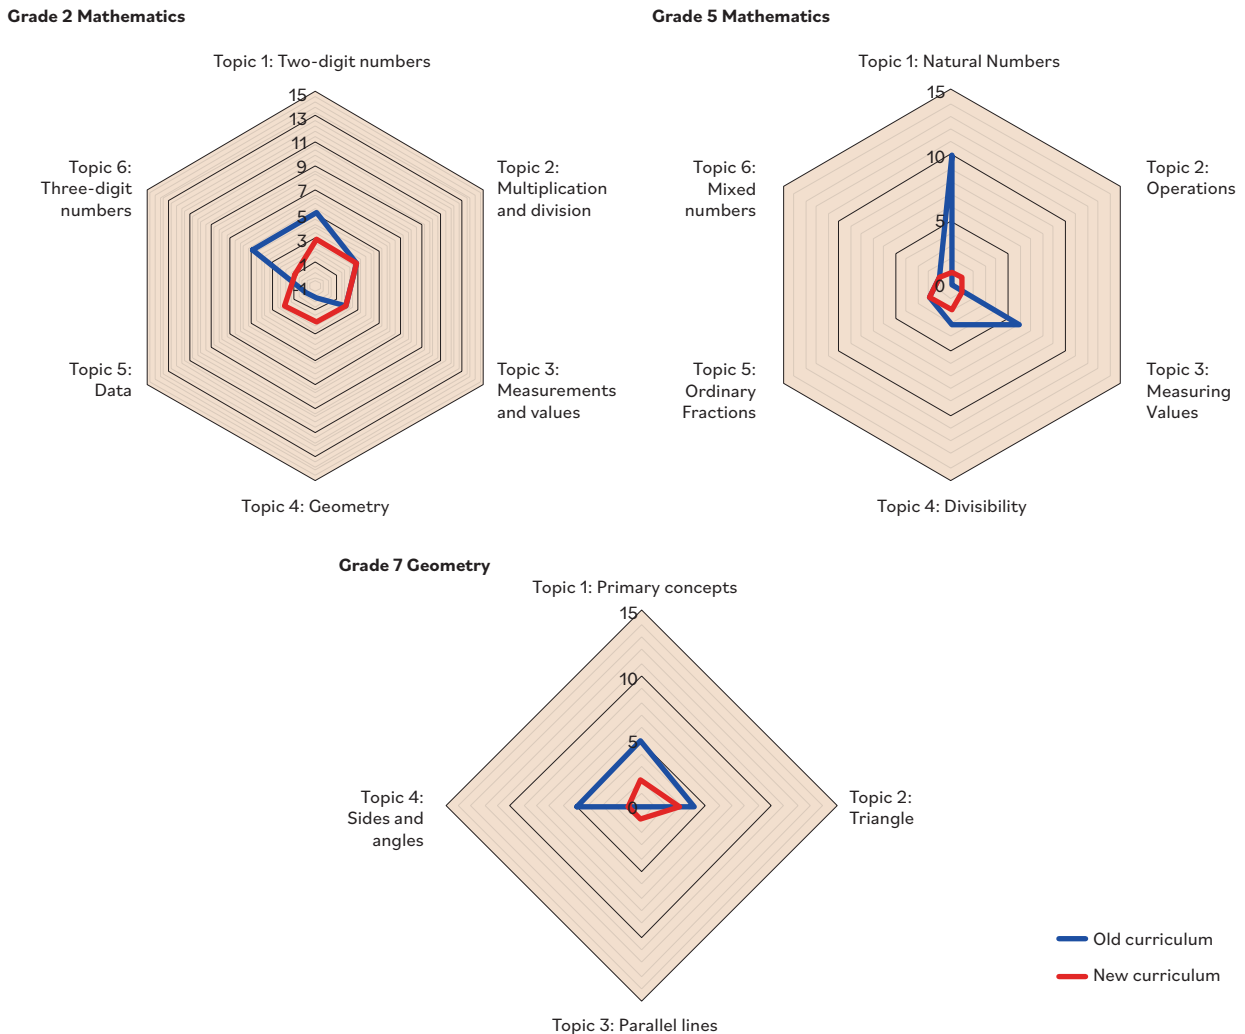 Grade 2 Mathematics
Topic 1: Two-digit numbers
15
13
11
9
7
5
3
1
-1
Topic 2:
Multiplication
and division
Topic 3:
Measurements
and values
Topic 4: Geometry
Topic 5:
Data
Topic 6:
Three-digit
numbers
Grade 5 Mathematics
Topic 1: Natural Numbers
15
10
5
0
Topic 2:
Operations
Topic 3:
Measuring
Values
Topic 4: Divisibility
Topic 5:
Ordinary
Fractions
Topic 6:
Mixed
numbers
Grade 7 Geometry
Topic 1: Primary concepts
15
10
5
0
Topic 2:
Triangle
Topic 3: Parallel lines
Topic 4:
Sides and
angles
Old curriculum
New curriculum